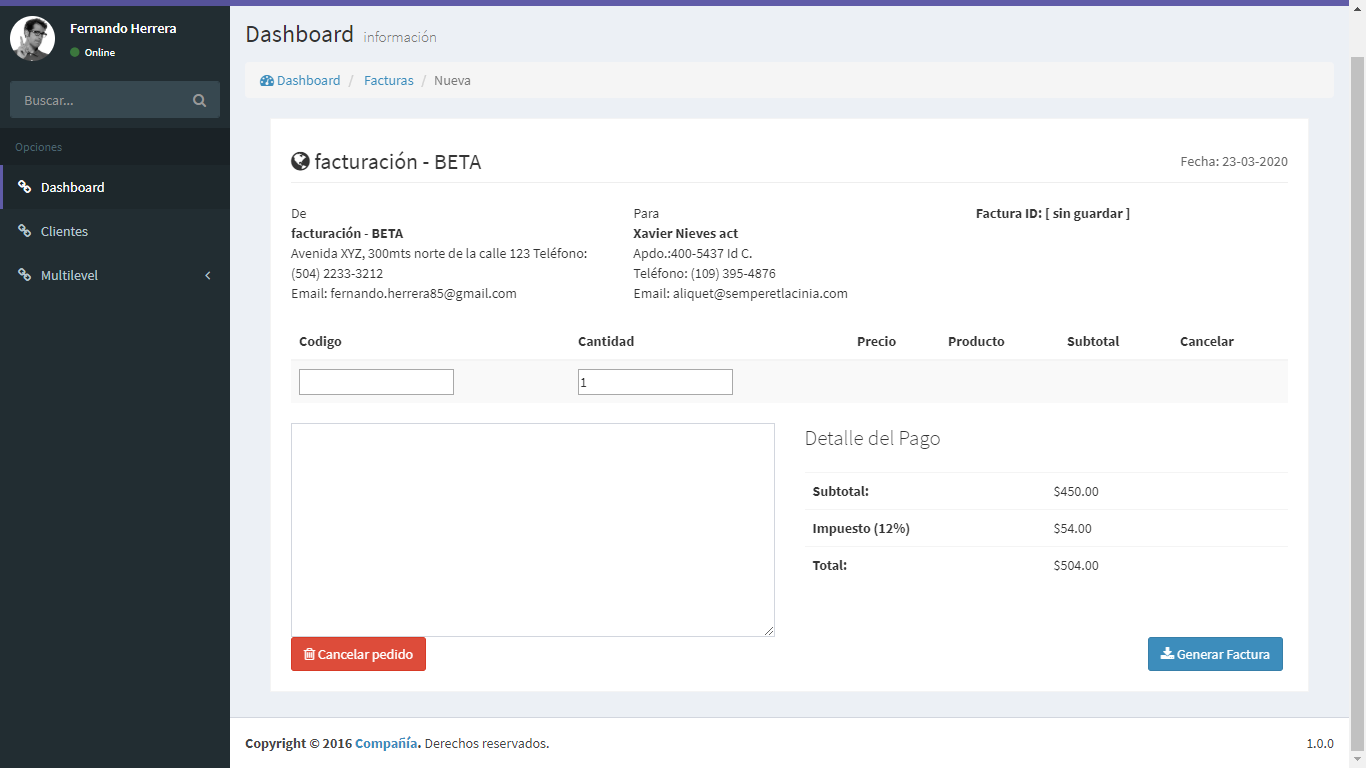 Fernando Herrera
Online
Buscar...
Opciones
Dashboard
Clientes
Multilevel
Dashboard información
Dashboard / Facturas / Nueva
facturación - BETA
Fecha: 23-03-2020
De
facturación - BETA
Avenida XYZ, 300mts norte de la calle 123 Teléfono:
(504) 2233-3212
Email: fernando.herrera85@gmail.com
Para
Xavier Nieves act
Apdo.:400-5437 Id C.
Teléfono: (109) 395-4876
Email: aliquet@semperetlacinia.com
Factura ID: [ sin guardar ]
Codigo Cantidad Precio Producto Subtotal Cancelar
1
Detalle del Pago
Subtotal: $450.00
Impuesto (12%) $54.00
Total: $504.00
Cancelar pedido
Generar Factura
Copyright © 2016 Compañía. Derechos reservados.
1.0.0